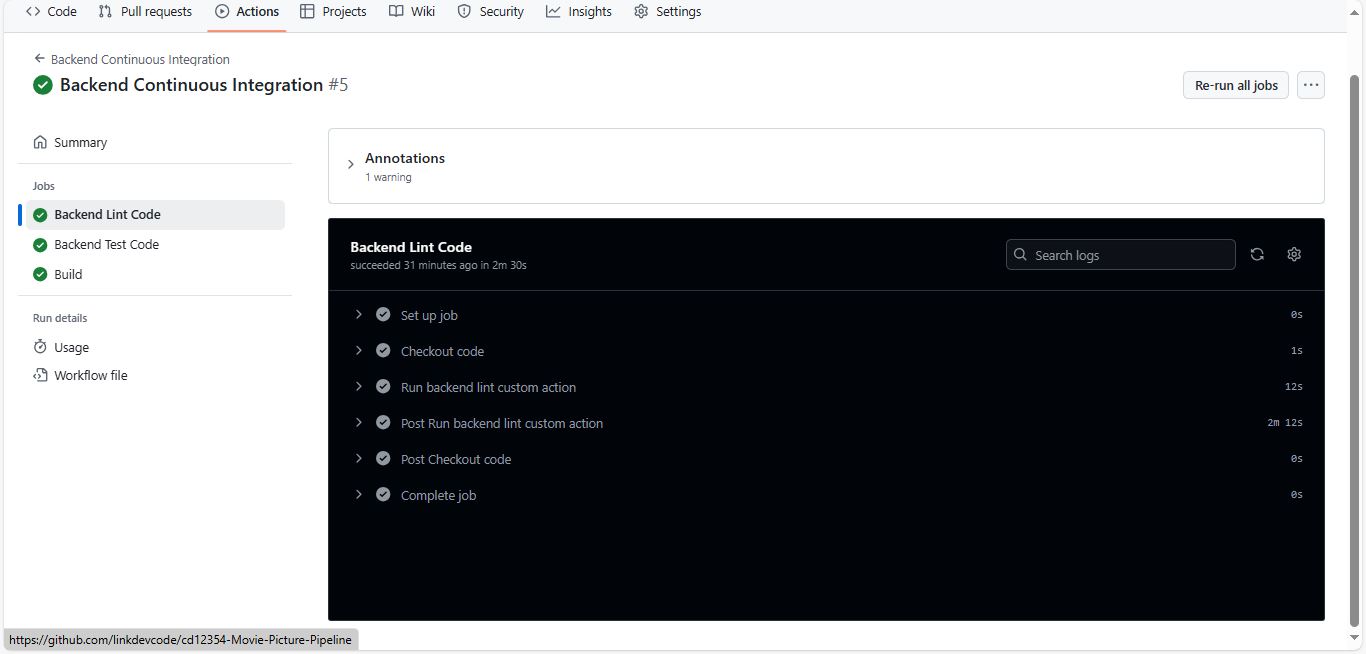 Code Pull requests Actions Projects Wiki Security Insights Settings
Backend Continuous Integration
Backend Continuous Integration #5
Re-run all jobs
Summary
Jobs
Backend Lint Code
Backend Test Code
Build
Run details
Usage
Workflow file
Annotations
1 warning
Backend Lint Code
succeeded 31 minutes ago in 2m 30s
Search logs
Set up job 0s
Checkout code 1s
Run backend lint custom action 12s
Post Run backend lint custom action 2m 12s
Post Checkout code 0s
Complete job 0s
https://github.com/linkdevcode/cd12354-Movie-Picture-Pipeline